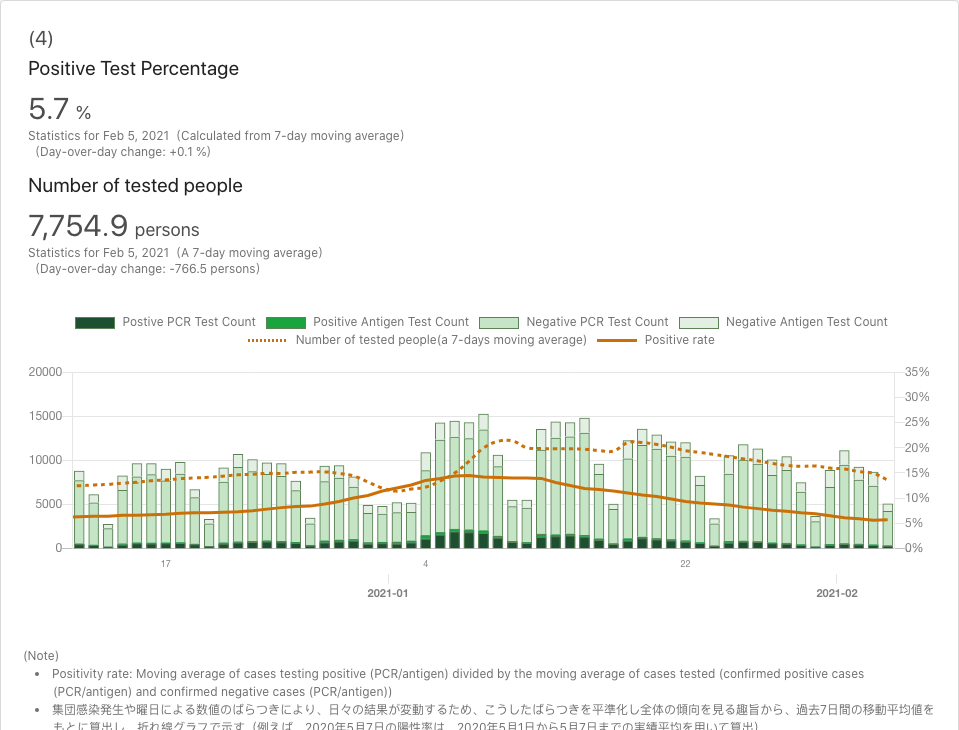 (4)
Positive Test Percentage
5.7 %
Statistics for Feb 5, 2021 (Calculated from 7-day moving average)
(Day-over-day change: +0.1 %)
Number of tested people
7,754.9 persons
Statistics for Feb 5, 2021 (A 7-day moving average)
(Day-over-day change: -766.5 persons)
Postive PCR Test Count Positive Antigen Test Count Negative PCR Test Count Negative Antigen Test Count
Number of tested people(a 7-days moving average) Positive rate
20000 35%
30%
15000 25%
20%
10000 15%
10%
5000 5%
0 0%
17 4 22
2021-01 2021-02
(Note)
• Positivity rate: Moving average of cases testing positive (PCR/antigen) divided by the moving average of cases tested (confirmed positive cases
(PCR/antigen) and confirmed negative cases (PCR/antigen))
• 集団感染発生や曜日による数値のばらつきにより、日々の結果が変動するため、こうしたばらつきを平準化し全体の傾向を見る趣旨から、過去7日間の移動平均値を
もとに算出し、折れ線グラフで示す（例えば、2020年5月7日の陽性率は、2020年5月1日から5月7日までの実績平均を用いて算出）